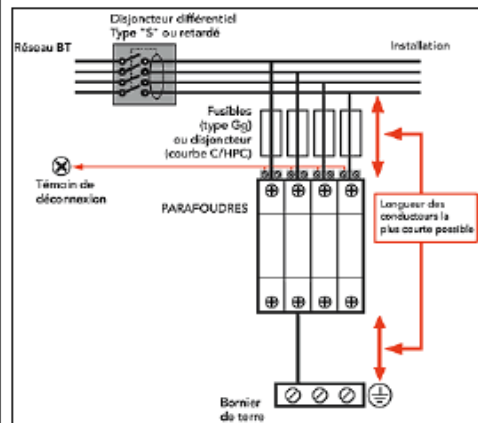 Disjoncteur différentiel
Type "S" ou retardé
Réseau BT
Installation
Fusibles
(type Gg)
ou disjoncteur
(courbe C/HPC)
Témoin de
déconnexion
PARAFOUDRES
Longueur des
conducteurs la
plus courte possible
Bornier
de terre